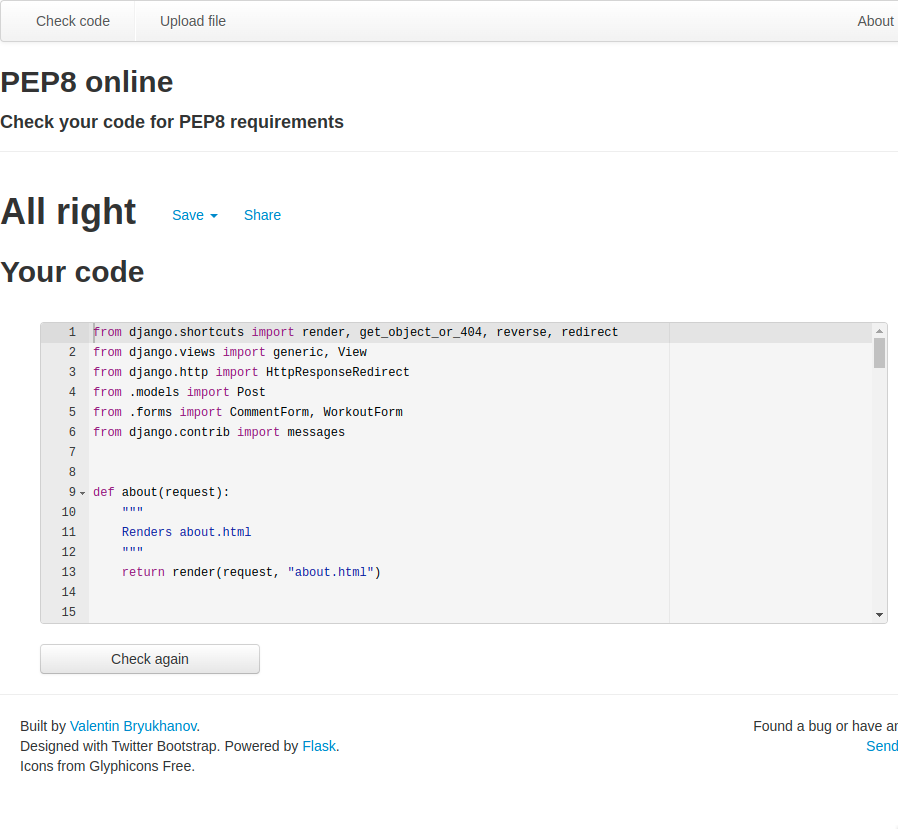 Check code Upload file About
PEP8 online
Check your code for PEP8 requirements
All right Save Share
Your code
1 from django.shortcuts import render, get_object_or_404, reverse, redirect
2 from django.views import generic, View
3 from django.http import HttpResponseRedirect
4 from .models import Post
5 from .forms import CommentForm, WorkoutForm
6 from django.contrib import messages
7
8
9 def about(request):
10     """
11     Renders about.html
12     """
13     return render(request, "about.html")
14
15
Check again
Built by Valentin Bryukhanov. Found a bug or have
Designed with Twitter Bootstrap. Powered by Flask. Send
Icons from Glyphicons Free.